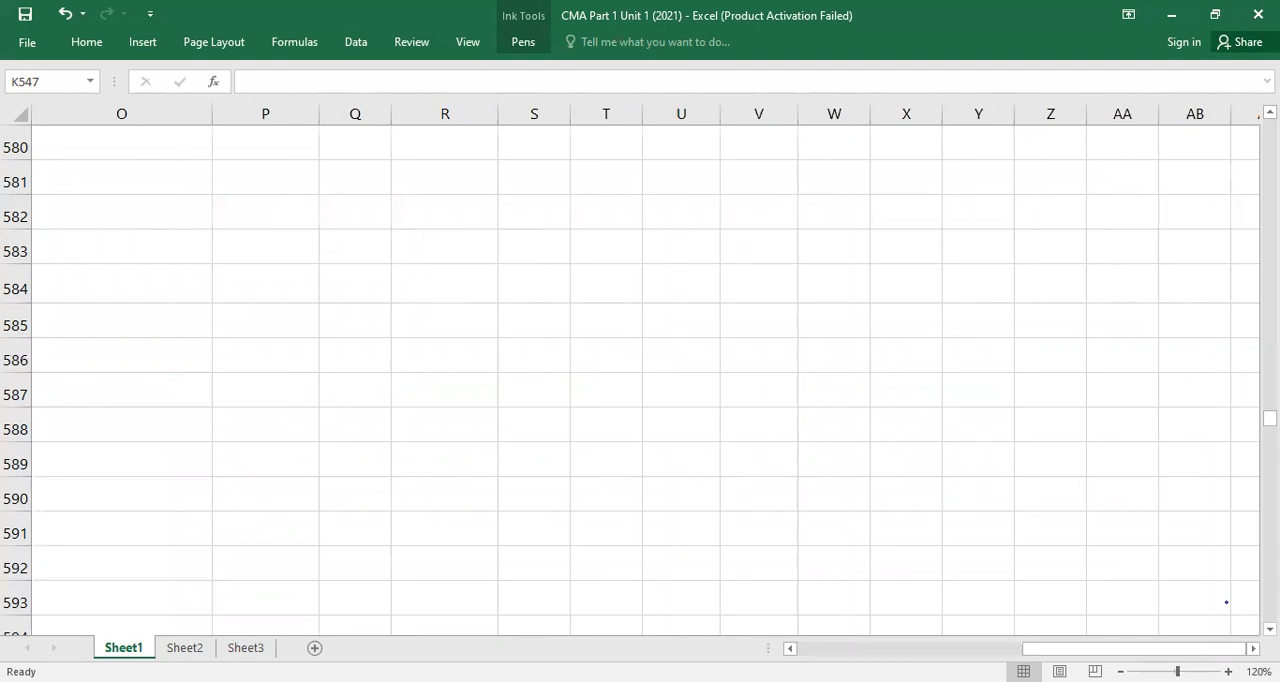 Ink Tools CMA Part 1 Unit 1 (2021) - Excel (Product Activation Failed)
File Home Insert Page Layout Formulas Data Review View Pens Tell me what you want to do... Sign in Share
K547 fx
O P Q R S T U V W X Y Z AA AB
580
581
582
583
584
585
586
587
588
589
590
591
592
593
Sheet1 Sheet2 Sheet3
Ready 120%